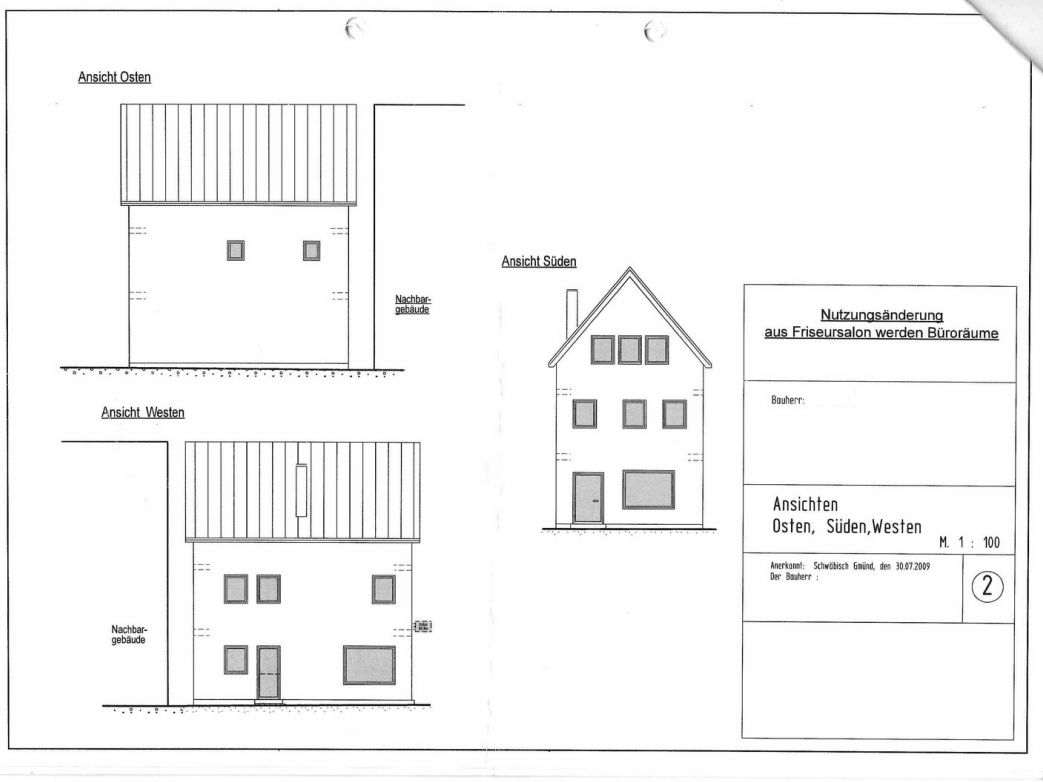 Ansicht Osten
Nachbar-
gebäude
Ansicht Süden
Ansicht Westen
Nachbar-
gebäude
Nutzungsänderung
aus Friseursalon werden Büroräume
Bauherr:
Ansichten
Osten, Süden,Westen
M. 1 : 100
Anerkannt: Schwäbisch Gmünd, den 30.07.2009
Der Bauherr :
2